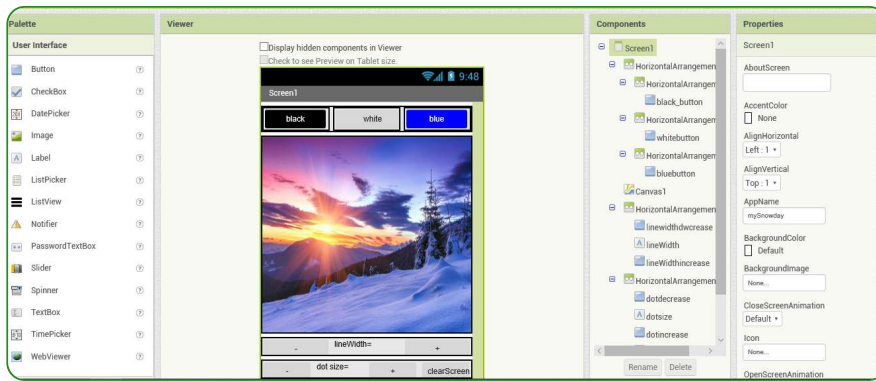 Palette
User Interface
Button
CheckBox
DatePicker
Image
Label
ListPicker
ListView
Notifier
PasswordTextBox
Slider
Spinner
TextBox
TimePicker
WebViewer
Viewer
Display hidden components in Viewer
Check to see Preview on Tablet size.
9:48
Screen1
black white blue
- lineWidth= +
- dot size= + clearScreen
Components
Screen1
HorizontalArrangemen
HorizontalArrangem
black_button
HorizontalArrangem
whitebutton
HorizontalArrangem
bluebutton
Canvas1
HorizontalArrangemen
linewidthdwcrease
lineWidth
lineWidthincrease
HorizontalArrangemen
dotdecrease
dotsize
dotincrease
Rename Delete
Properties
Screen1
AboutScreen
AccentColor
None
AlignHorizontal
Left : 1
AlignVertical
Top : 1
AppName
mySnowday
BackgroundColor
Default
BackgroundImage
None...
CloseScreenAnimation
Default
Icon
None...
OpenScreenAnimation